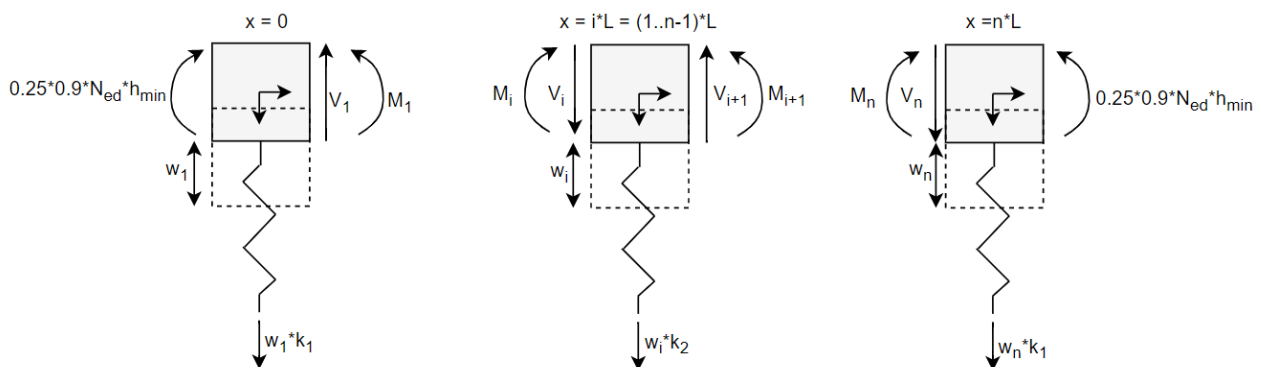 x = 0
0.25*0.9*N_ed*h_min
V_1
M_1
w_1
w_1*k_1
x = i*L = (1..n-1)*L
M_i
V_i
V_i+1
M_i+1
w_i
w_i*k_2
x =n*L
M_n
V_n
0.25*0.9*N_ed*h_min
w_n
w_n*k_1